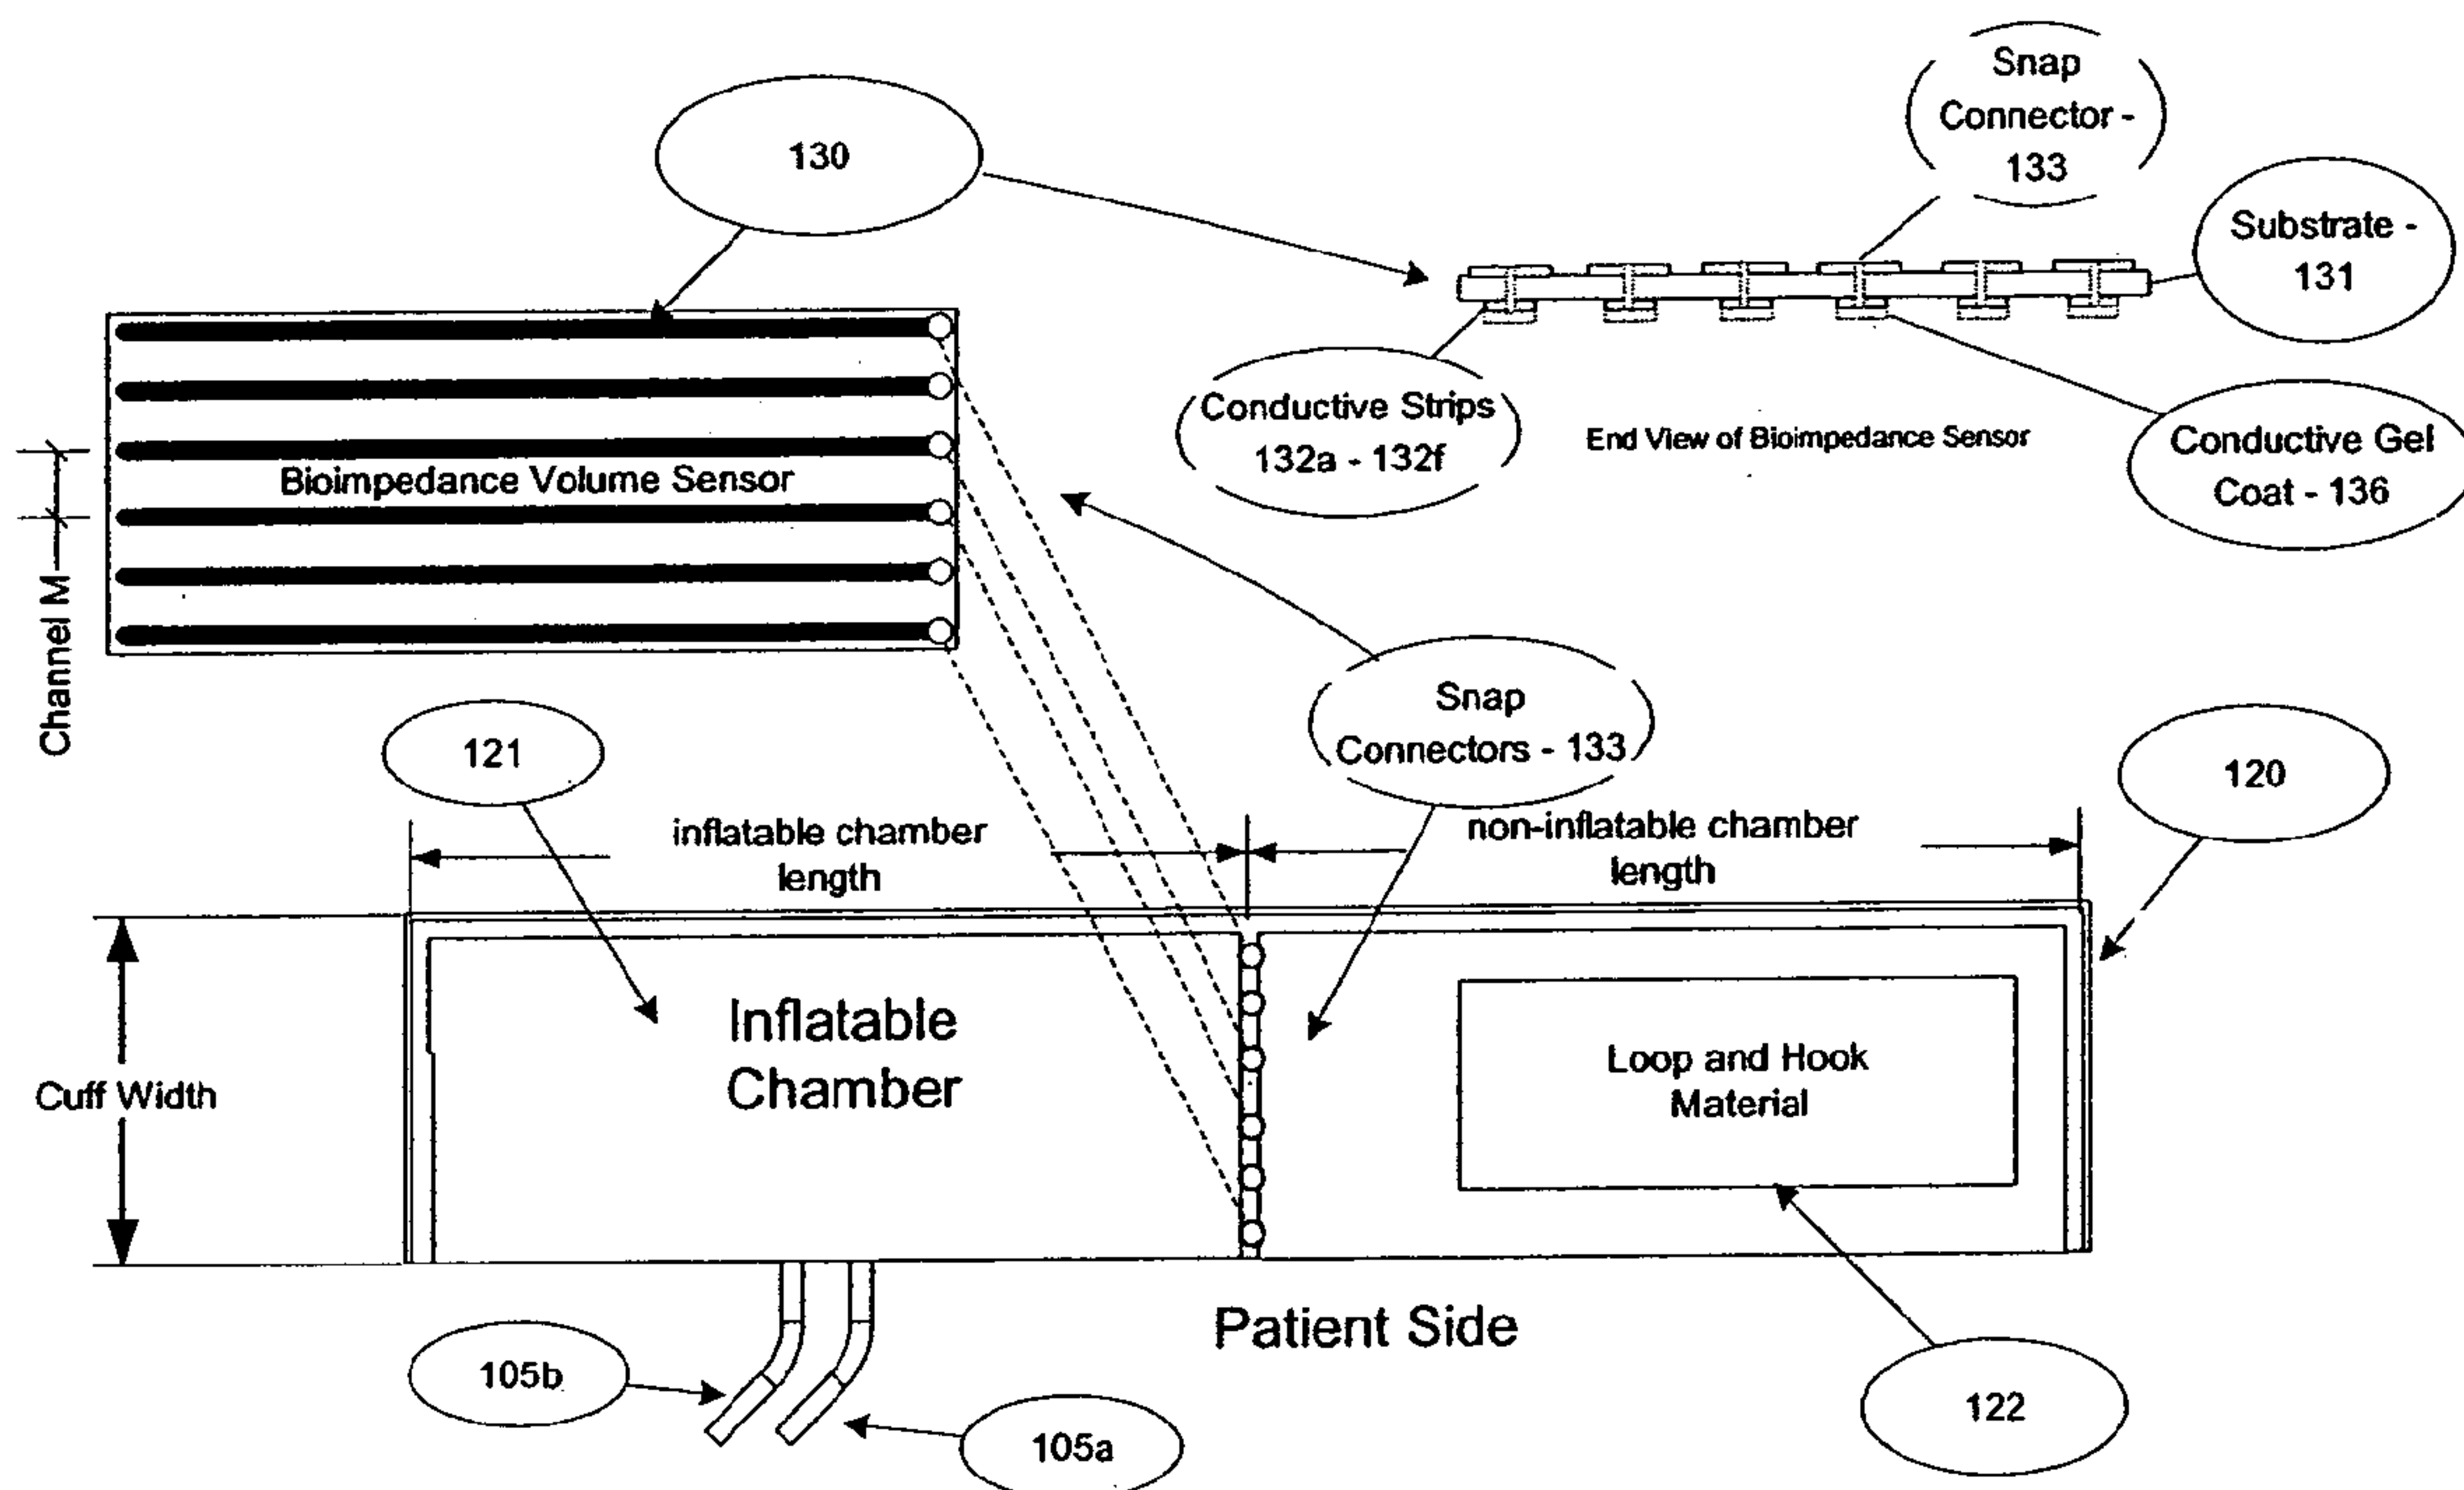 130
Snap
Connector -
133
Substrate -
131
Conductive Strips
132a - 132f
End View of Bioimpedance Sensor
Conductive Gel
Coat - 136
Bioimpedance Volume Sensor
Channel M
Snap
Connectors - 133
121
120
inflatable chamber
length
non-inflatable chamber
length
Cuff Width
Inflatable
Chamber
Loop and Hook
Material
Patient Side
105b
105a
122